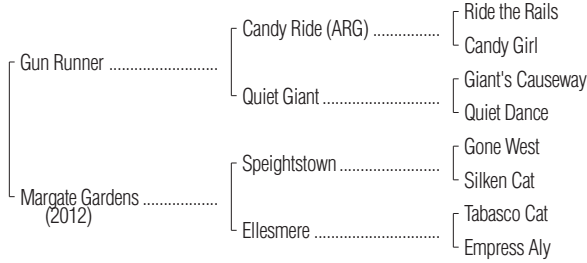 Ride the Rails
Candy Ride (ARG) ................
Candy Girl
Gun Runner ..........................
Giant's Causeway
Quiet Giant ............................
Quiet Dance
Gone West
Speightstown ........................
Silken Cat
Margate Gardens ..................
(2012)
Tabasco Cat
Ellesmere ..............................
Empress Aly